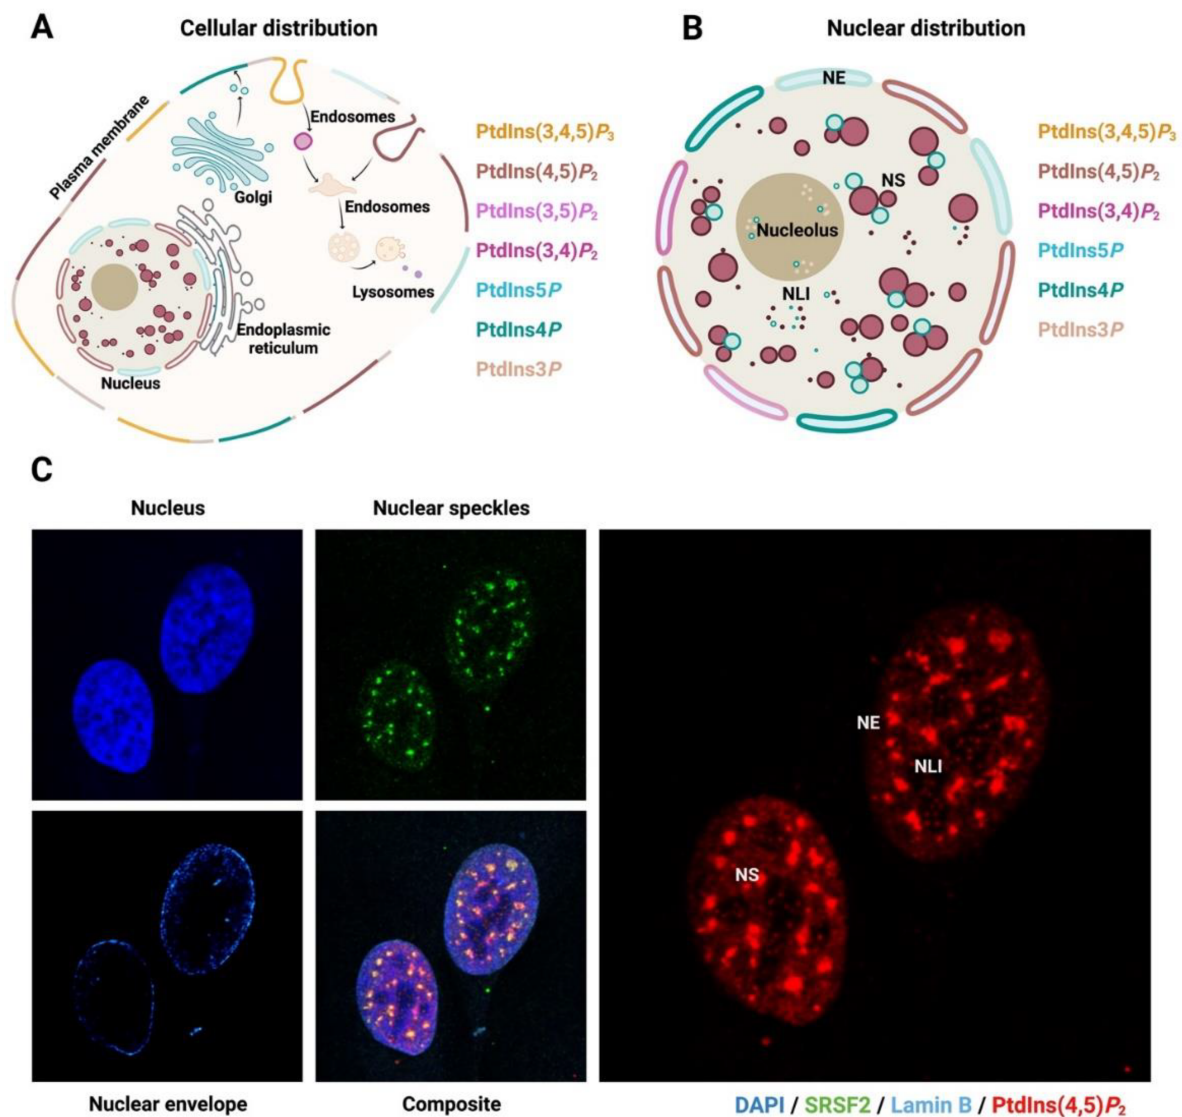 A
Cellular distribution
Plasma membrane
Endosomes
Golgi
Endosomes
Lysosomes
Endoplasmic
reticulum
Nucleus
PtdIns(3,4,5)P₃
PtdIns(4,5)P₂
PtdIns(3,5)P₂
PtdIns(3,4)P₂
PtdIns5P
PtdIns4P
PtdIns3P
B
Nuclear distribution
NE
NS
Nucleolus
NLI
PtdIns(3,4,5)P₃
PtdIns(4,5)P₂
PtdIns(3,4)P₂
PtdIns5P
PtdIns4P
PtdIns3P
C
Nucleus
Nuclear speckles
NE
NLI
NS
Nuclear envelope
Composite
DAPI / SRSF2 / Lamin B / PtdIns(4,5)P₂